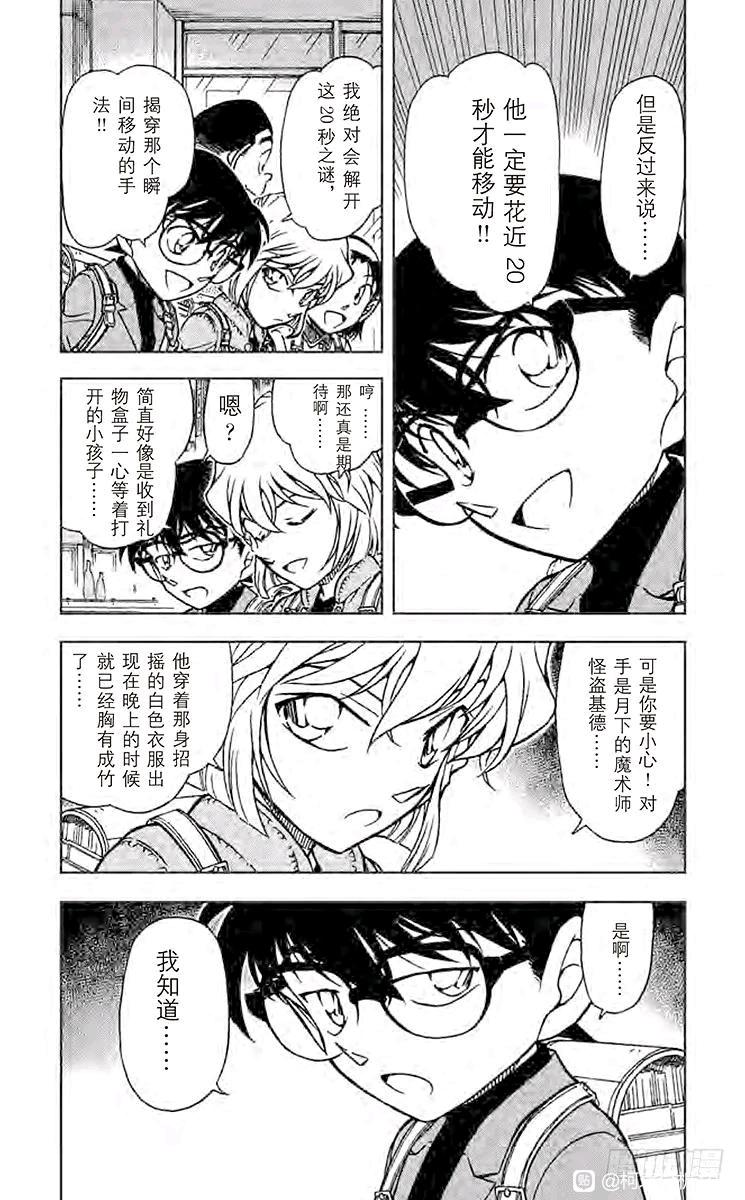 但是反过来说……
他一定要花近20
秒才能移动!!
我绝对会解开
这20秒之谜，
揭穿那个瞬
间移动的手
法!!
哼……
那还真是期
待啊……
嗯？
简直好像是收到礼
物盒子一心等着打
开的小孩子……
可是你要小心！对
手是月下的魔术师
怪盗基德……
他穿着那身招
摇的白色衣服出
现在晚上的时候
就已经胸有成竹
了……
是啊……
我知道……